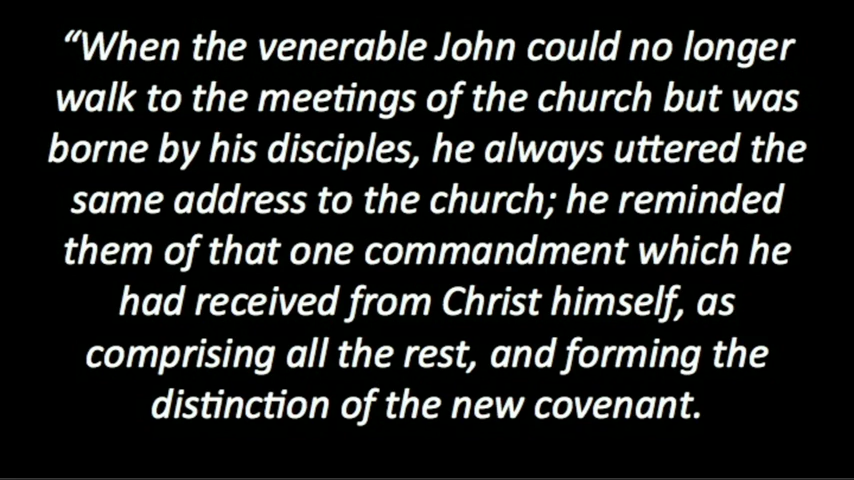 “When the venerable John could no longer
walk to the meetings of the church but was
borne by his disciples, he always uttered the
same address to the church; he reminded
them of that one commandment which he
had received from Christ himself, as
comprising all the rest, and forming the
distinction of the new covenant.